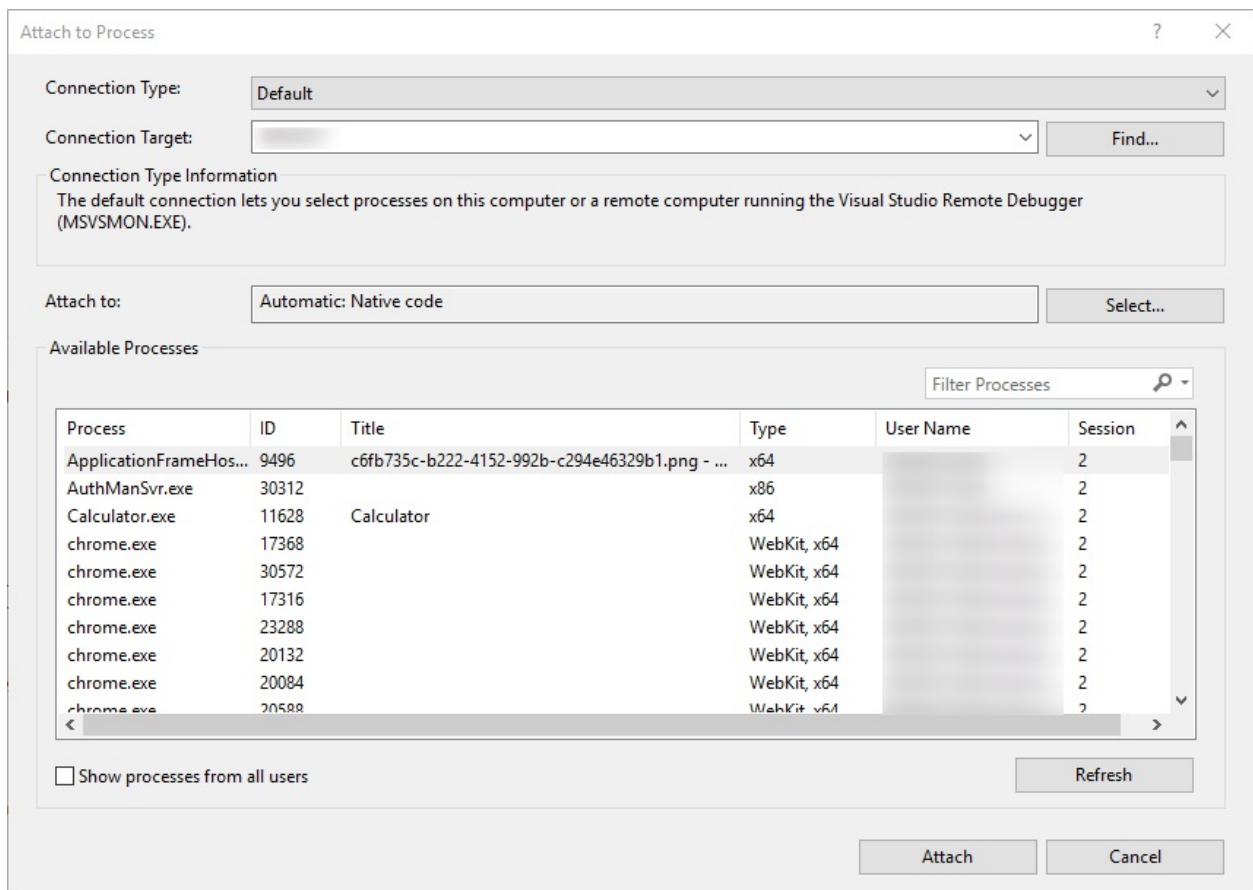 Attach to Process
Connection Type: Default
Connection Target: Find...
Connection Type Information
The default connection lets you select processes on this computer or a remote computer running the Visual Studio Remote Debugger
(MSVSMON.EXE).
Attach to: Automatic: Native code Select...
Available Processes
Filter Processes
Process ID Title Type User Name Session
ApplicationFrameHos... 9496 c6fb735c-b222-4152-992b-c294e46329b1.png - ... x64 2
AuthManSvr.exe 30312 x86 2
Calculator.exe 11628 Calculator x64 2
chrome.exe 17368 WebKit, x64 2
chrome.exe 30572 WebKit, x64 2
chrome.exe 17316 WebKit, x64 2
chrome.exe 23288 WebKit, x64 2
chrome.exe 20132 WebKit, x64 2
chrome.exe 20084 WebKit, x64 2
chrome.exe 20588 WebKit, x64 2
Show processes from all users Refresh
Attach Cancel